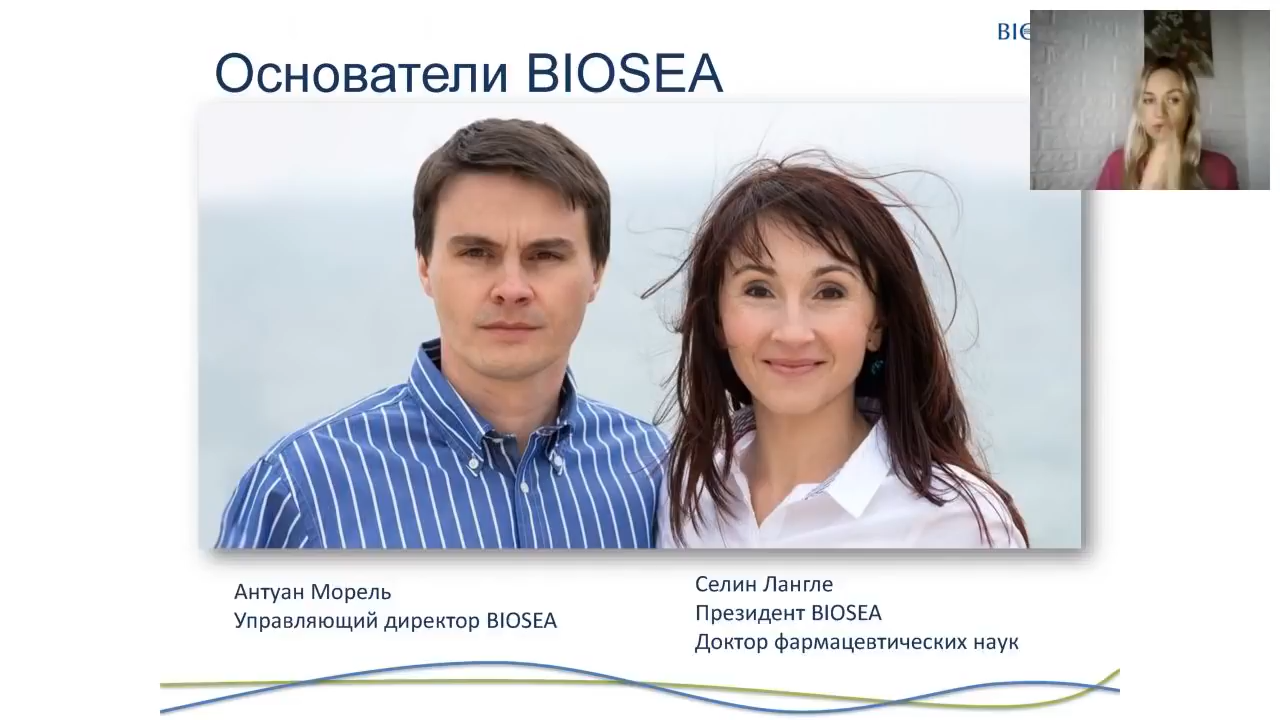 Основатели BIOSEA
Антуан Морель
Управляющий директор BIOSEA
Селин Лангле
Президент BIOSEA
Доктор фармацевтических наук